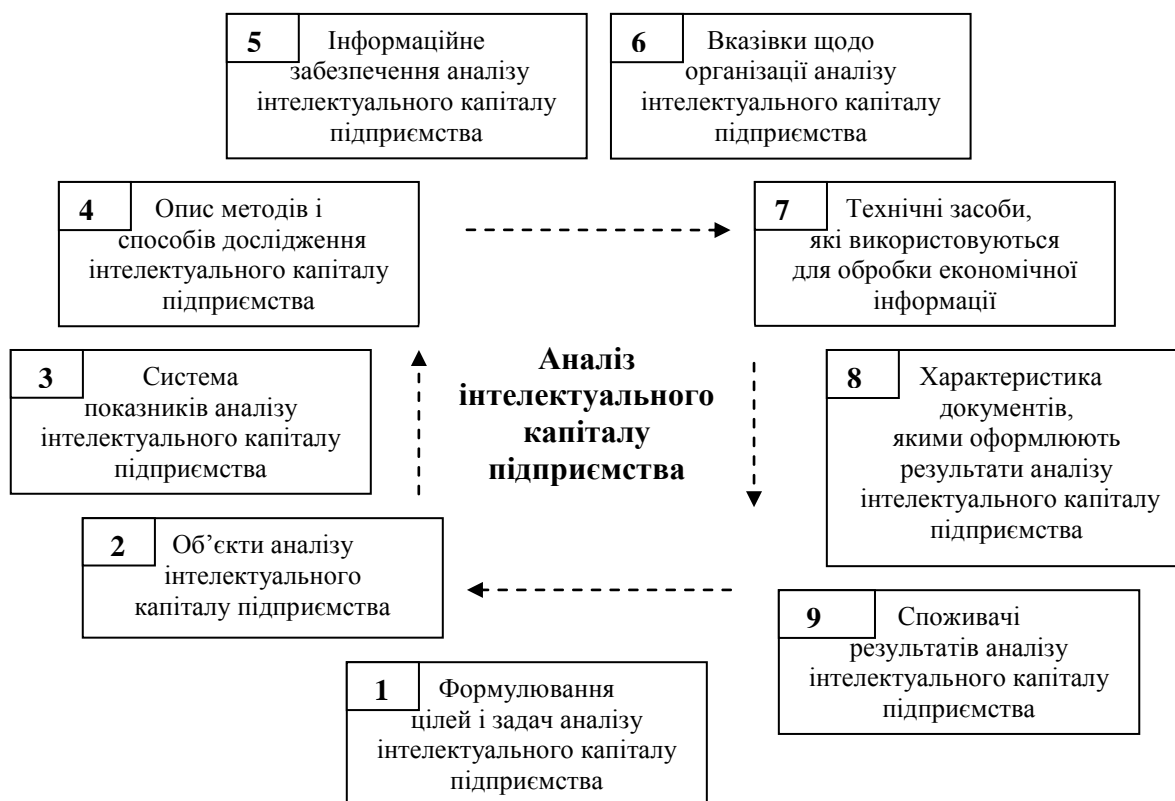 5 Інформаційне
забезпечення аналізу
інтелектуального капіталу
підприємства
6 Вказівки щодо
організації аналізу
інтелектуального капіталу
підприємства
4 Опис методів і
способів дослідження
інтелектуального капіталу
підприємства
7 Технічні засоби,
які використовуються
для обробки економічної
інформації
3 Система
показників аналізу
інтелектуального капіталу
підприємства
Аналіз
інтелектуального
капіталу
підприємства
8 Характеристика
документів,
якими оформлюють
результати аналізу
інтелектуального капіталу
підприємства
2 Об’єкти аналізу
інтелектуального
капіталу підприємства
9 Споживачі
результатів аналізу
інтелектуального капіталу
підприємства
1 Формулювання
цілей і задач аналізу
інтелектуального капіталу
підприємства